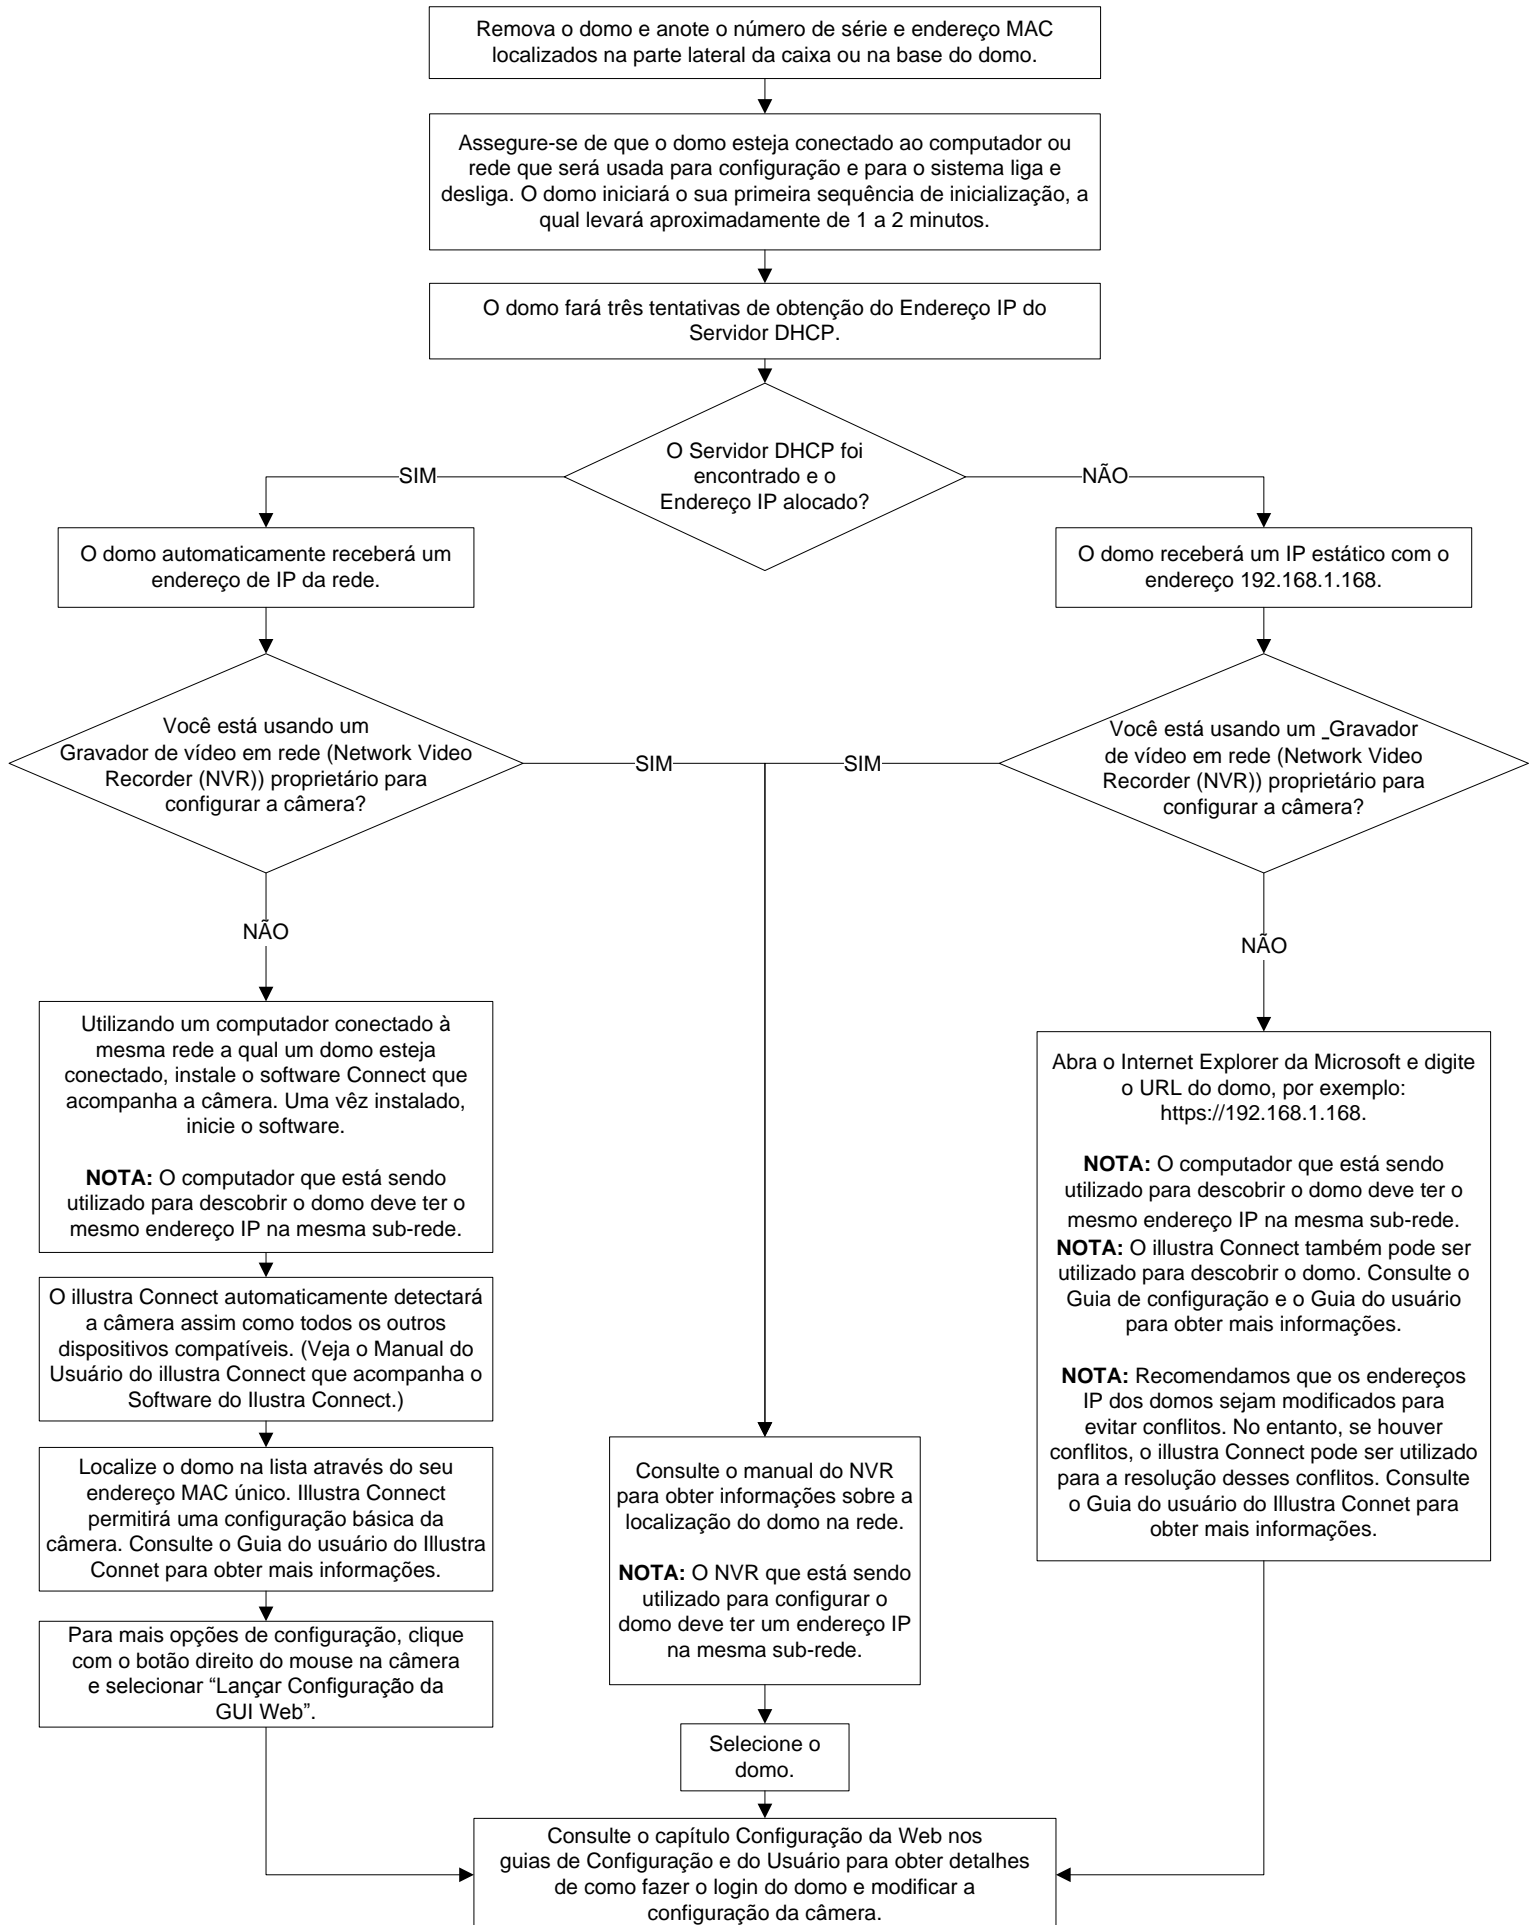 Remova o domo e anote o número de série e endereço MAC
localizados na parte lateral da caixa ou na base do domo.
Assegure-se de que o domo esteja conectado ao computador ou
rede que será usada para configuração e para o sistema liga e
desliga. O domo iniciará o sua primeira sequência de inicialização, a
qual levará aproximadamente de 1 a 2 minutos.
O domo fará três tentativas de obtenção do Endereço IP do
Servidor DHCP.
O Servidor DHCP foi
encontrado e o
Endereço IP alocado?
SIM
NÃO
O domo automaticamente receberá um
endereço de IP da rede.
O domo receberá um IP estático com o
endereço 192.168.1.168.
Você está usando um
Gravador de vídeo em rede (Network Video
Recorder (NVR)) proprietário para
configurar a câmera?
SIM
SIM
Você está usando um _Gravador
de vídeo em rede (Network Video
Recorder (NVR)) proprietário para
configurar a câmera?
NÃO
NÃO
Utilizando um computador conectado à
mesma rede a qual um domo esteja
conectado, instale o software Connect que
acompanha a câmera. Uma vêz instalado,
inicie o software.
NOTA: O computador que está sendo
utilizado para descobrir o domo deve ter o
mesmo endereço IP na mesma sub-rede.
O illustra Connect automaticamente detectará
a câmera assim como todos os outros
dispositivos compatíveis. (Veja o Manual do
Usuário do illustra Connect que acompanha o
Software do Ilustra Connect.)
Localize o domo na lista através do seu
endereço MAC único. Illustra Connect
permitirá uma configuração básica da
câmera. Consulte o Guia do usuário do Illustra
Connet para obter mais informações.
Para mais opções de configuração, clique
com o botão direito do mouse na câmera
e selecionar “Lançar Configuração da
GUI Web”.
Consulte o manual do NVR
para obter informações sobre a
localização do domo na rede.
NOTA: O NVR que está sendo
utilizado para configurar o
domo deve ter um endereço IP
na mesma sub-rede.
Selecione o
domo.
Abra o Internet Explorer da Microsoft e digite
o URL do domo, por exemplo:
https://192.168.1.168.
NOTA: O computador que está sendo
utilizado para descobrir o domo deve ter o
mesmo endereço IP na mesma sub-rede.
NOTA: O illustra Connect também pode ser
utilizado para descobrir o domo. Consulte o
Guia de configuração e o Guia do usuário
para obter mais informações.
NOTA: Recomendamos que os endereços
IP dos domos sejam modificados para
evitar conflitos. No entanto, se houver
conflitos, o illustra Connect pode ser utilizado
para a resolução desses conflitos. Consulte
o Guia do usuário do Illustra Connet para
obter mais informações.
Consulte o capítulo Configuração da Web nos
guias de Configuração e do Usuário para obter detalhes
de como fazer o login do domo e modificar a
configuração da câmera.